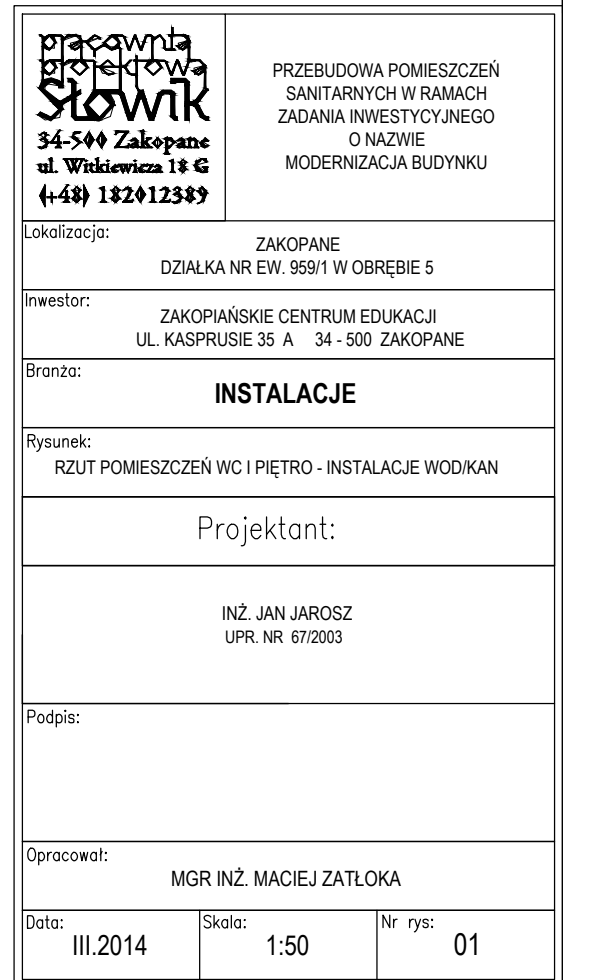 pracownia
projektowa
Słowik
34-500 Zakopane
ul. Witkiewicza 18 G
(+48) 182012389
PRZEBUDOWA POMIESZCZEŃ
SANITARNYCH W RAMACH
ZADANIA INWESTYCYJNEGO
O NAZWIE
MODERNIZACJA BUDYNKU
Lokalizacja:
ZAKOPANE
DZIAŁKA NR EW. 959/1 W OBRĘBIE 5
Inwestor:
ZAKOPIAŃSKIE CENTRUM EDUKACJI
UL. KASPRUSIE 35 A 34 - 500 ZAKOPANE
Branża:
INSTALACJE
Rysunek:
RZUT POMIESZCZEŃ WC I PIĘTRO - INSTALACJE WOD/KAN
Projektant:
INŻ. JAN JAROSZ
UPR. NR 67/2003
Podpis:
Opracował:
MGR INŻ. MACIEJ ZATŁOKA
Data:
III.2014
Skala:
1:50
Nr rys:
01